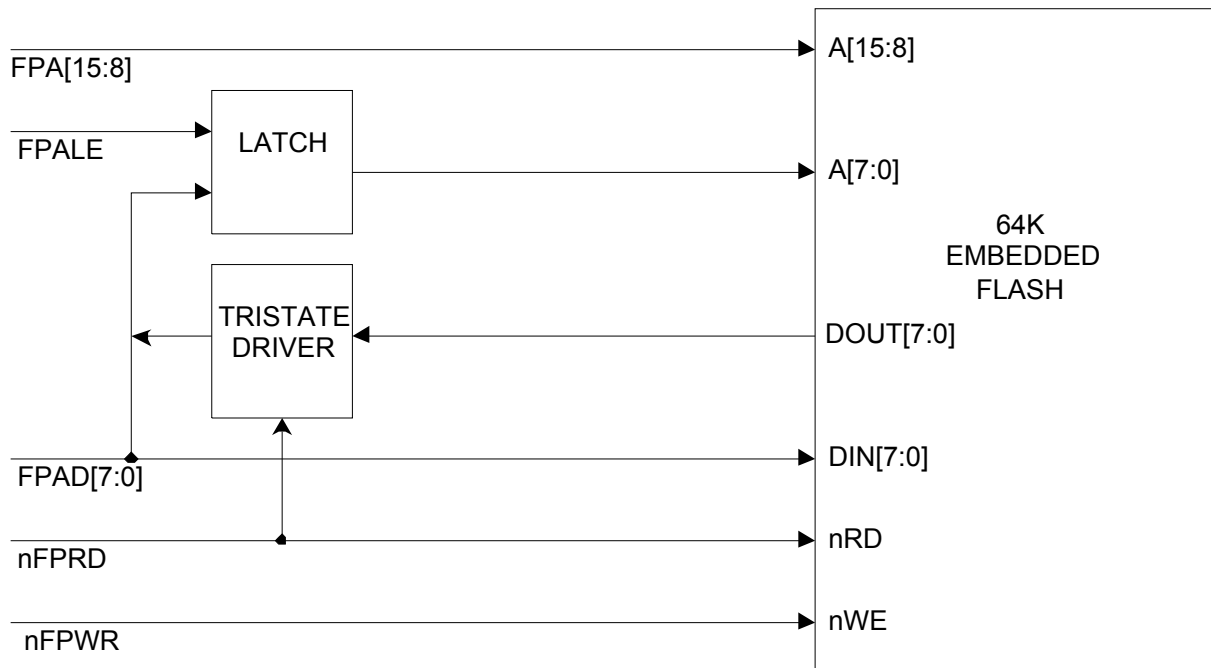 FPA[15:8]
A[15:8]
FPALE
LATCH
A[7:0]
64K
EMBEDDED
FLASH
TRISTATE
DRIVER
DOUT[7:0]
FPAD[7:0]
DIN[7:0]
nFPRD
nRD
nFPWR
nWE